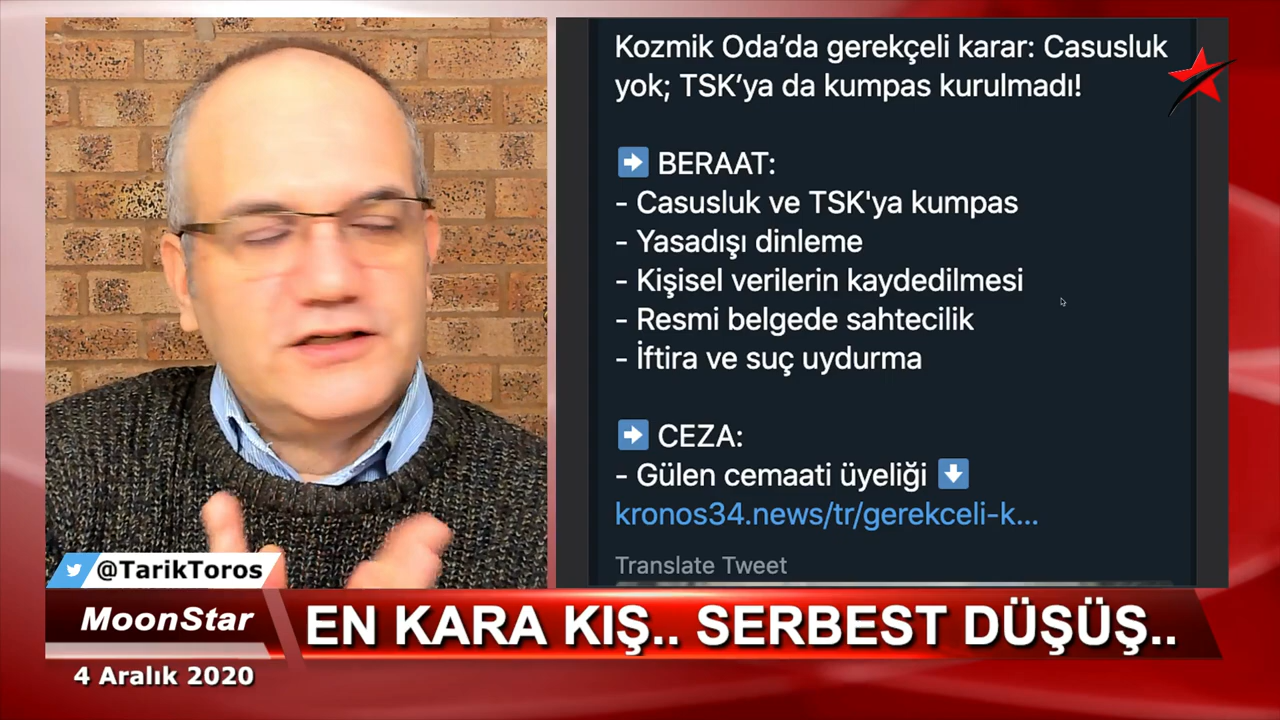 Kozmik Oda’da gerekçeli karar: Casusluk
yok; TSK’ya da kumpas kurulmadı!
➡ BERAAT:
- Casusluk ve TSK'ya kumpas
- Yasadışı dinleme
- Kişisel verilerin kaydedilmesi
- Resmi belgede sahtecilik
- İftira ve suç uydurma
➡ CEZA:
- Gülen cemaati üyeliği ⬇
kronos34.news/tr/gerekceli-k...
Translate Tweet
@TarikToros
MoonStar
EN KARA KIŞ.. SERBEST DÜŞÜŞ..
4 Aralık 2020